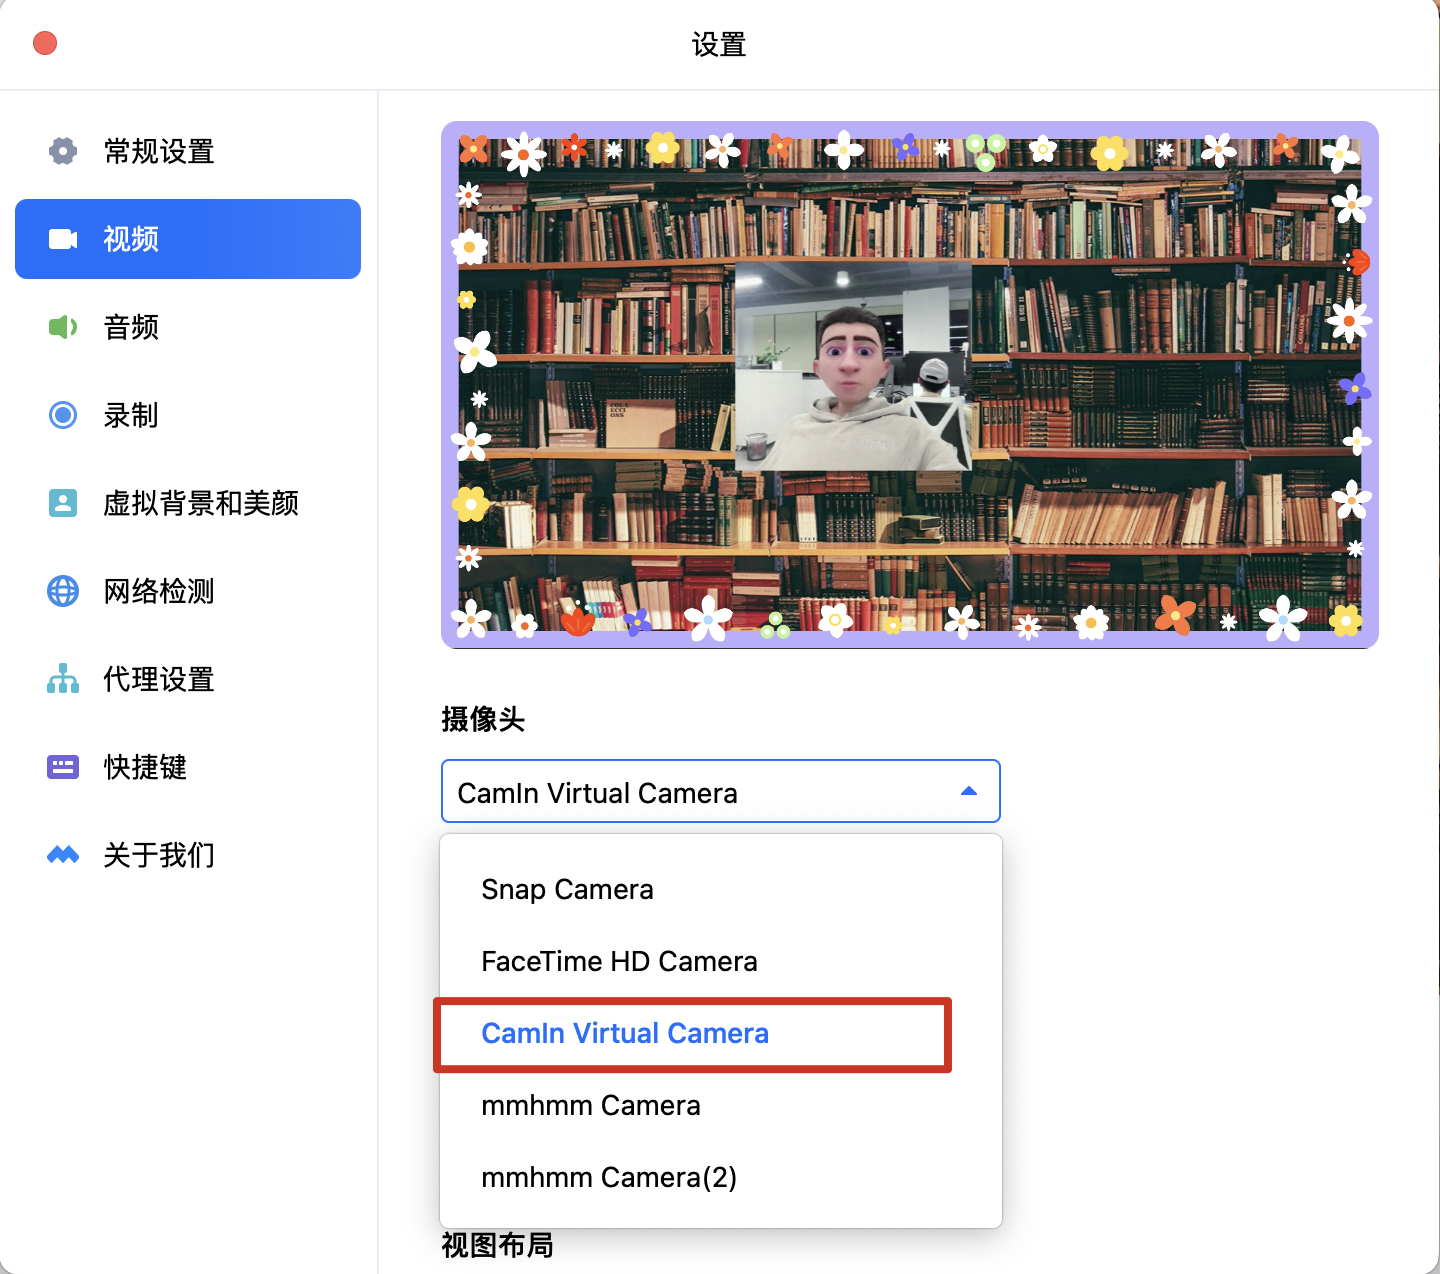 设置
常规设置
视频
音频
录制
虚拟背景和美颜
网络检测
代理设置
快捷键
关于我们
COL·L
ECCI
ONS
摄像头
CamIn Virtual Camera
Snap Camera
FaceTime HD Camera
CamIn Virtual Camera
mmhmm Camera
mmhmm Camera(2)
视图布局